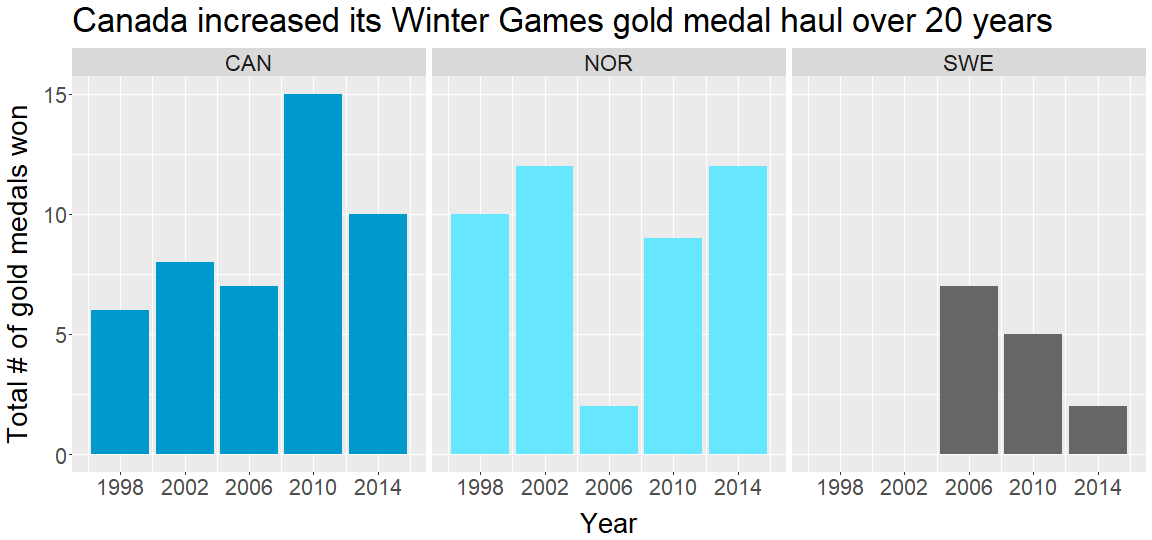 Canada increased its Winter Games gold medal haul over 20 years
CAN NOR SWE
Total # of gold medals won
15
10
5
0
1998 2002 2006 2010 2014 1998 2002 2006 2010 2014 1998 2002 2006 2010 2014
Year